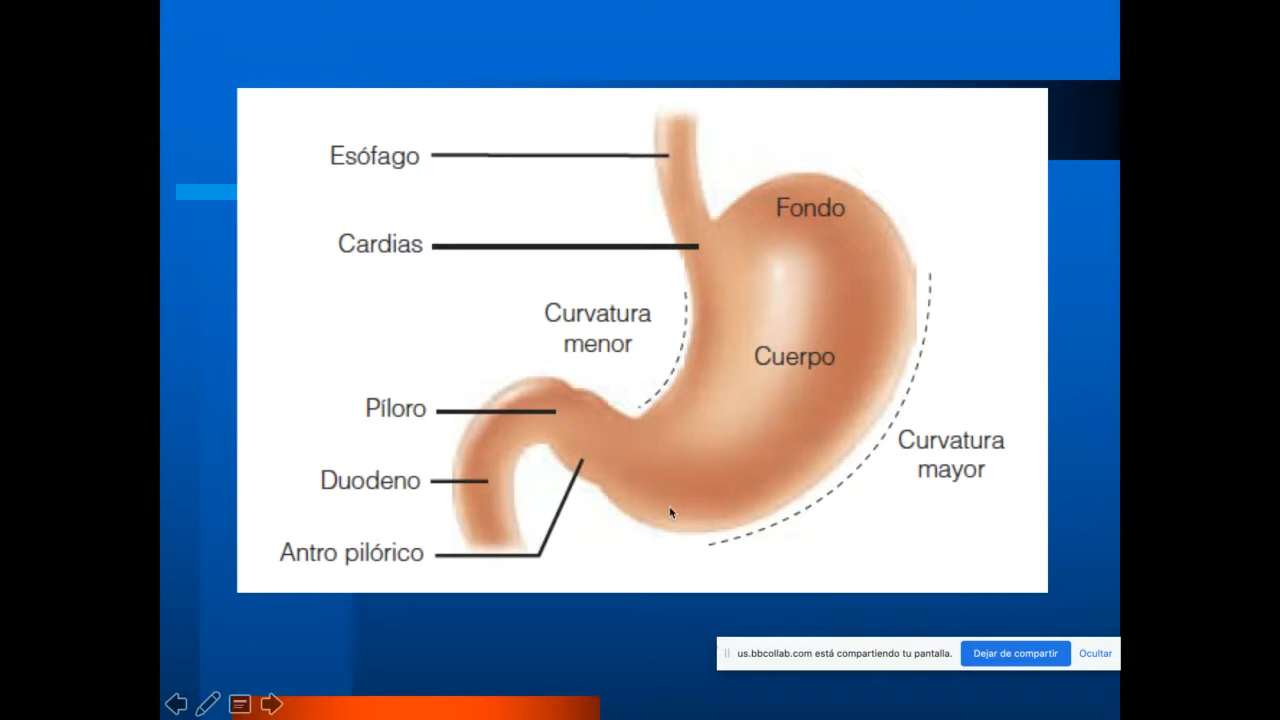 Esófago
Fondo
Cardias
Curvatura
menor
Cuerpo
Píloro
Curvatura
mayor
Duodeno
Antro pilórico
us.bbcollab.com está compartiendo tu pantalla.
Dejar de compartir
Ocultar